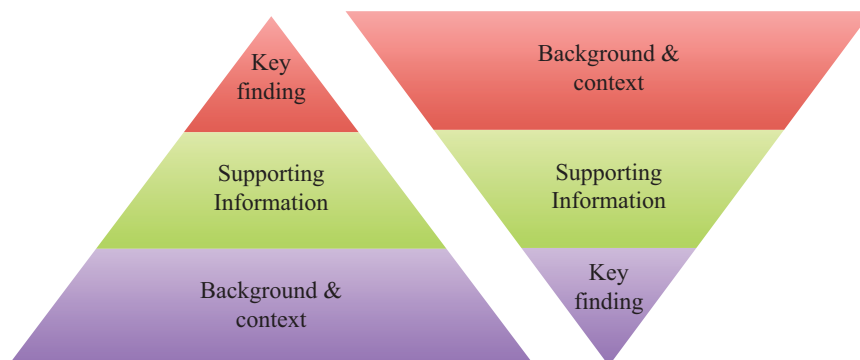 Key
finding
Supporting
Information
Background &
context
Background &
context
Supporting
Information
Key
finding